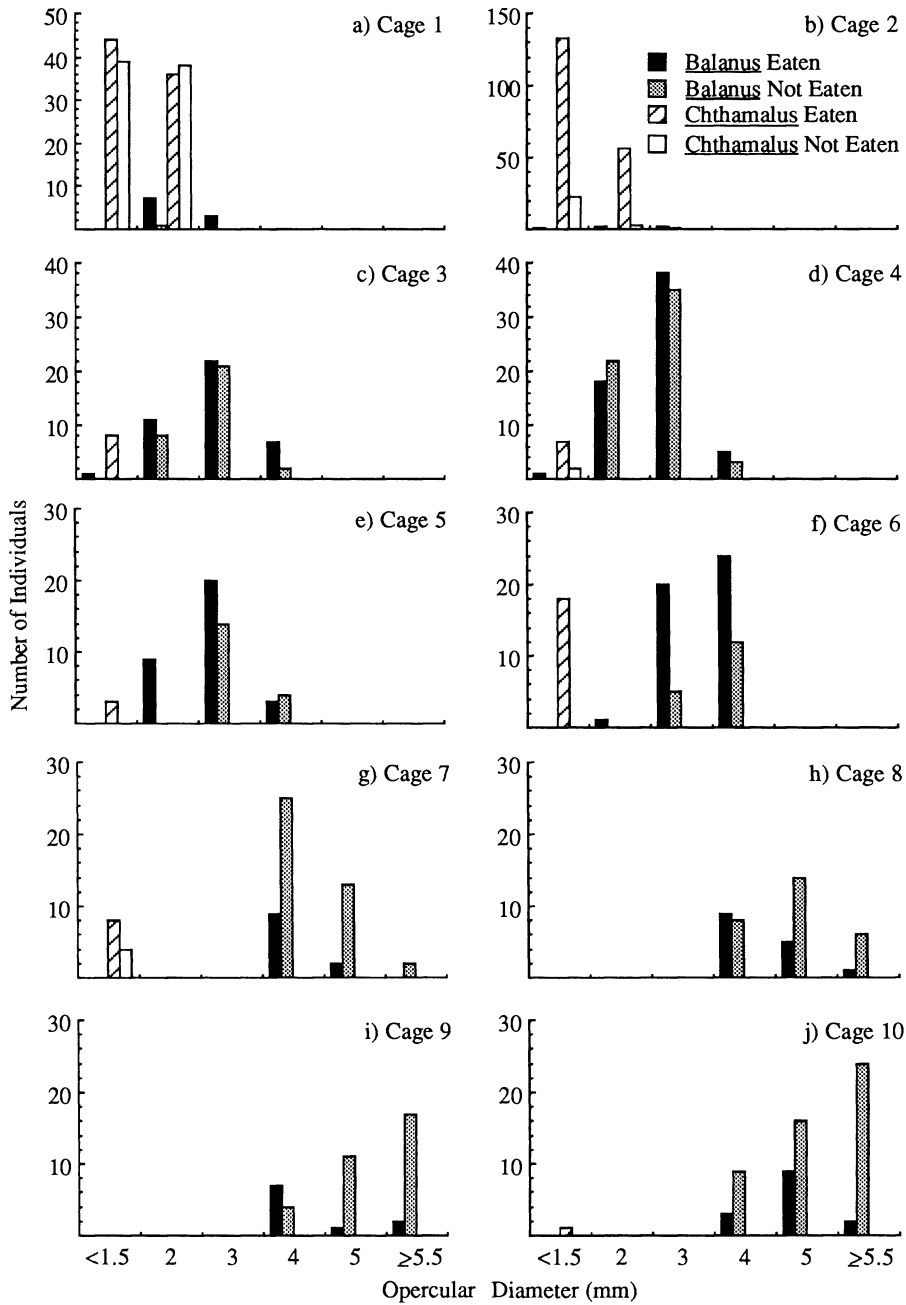 50
40
30
20
10
a) Cage 1
150
100
50
b) Cage 2
Balanus Eaten
Balanus Not Eaten
Chthamalus Eaten
Chthamalus Not Eaten
40
30
20
10
c) Cage 3
40
30
20
10
d) Cage 4
Number of Individuals
30
20
10
e) Cage 5
30
20
10
f) Cage 6
30
20
10
g) Cage 7
30
20
10
h) Cage 8
30
20
10
i) Cage 9
30
20
10
j) Cage 10
<1.5 2 3 4 5 ≥5.5
<1.5 2 3 4 5 ≥5.5
Opercular Diameter (mm)